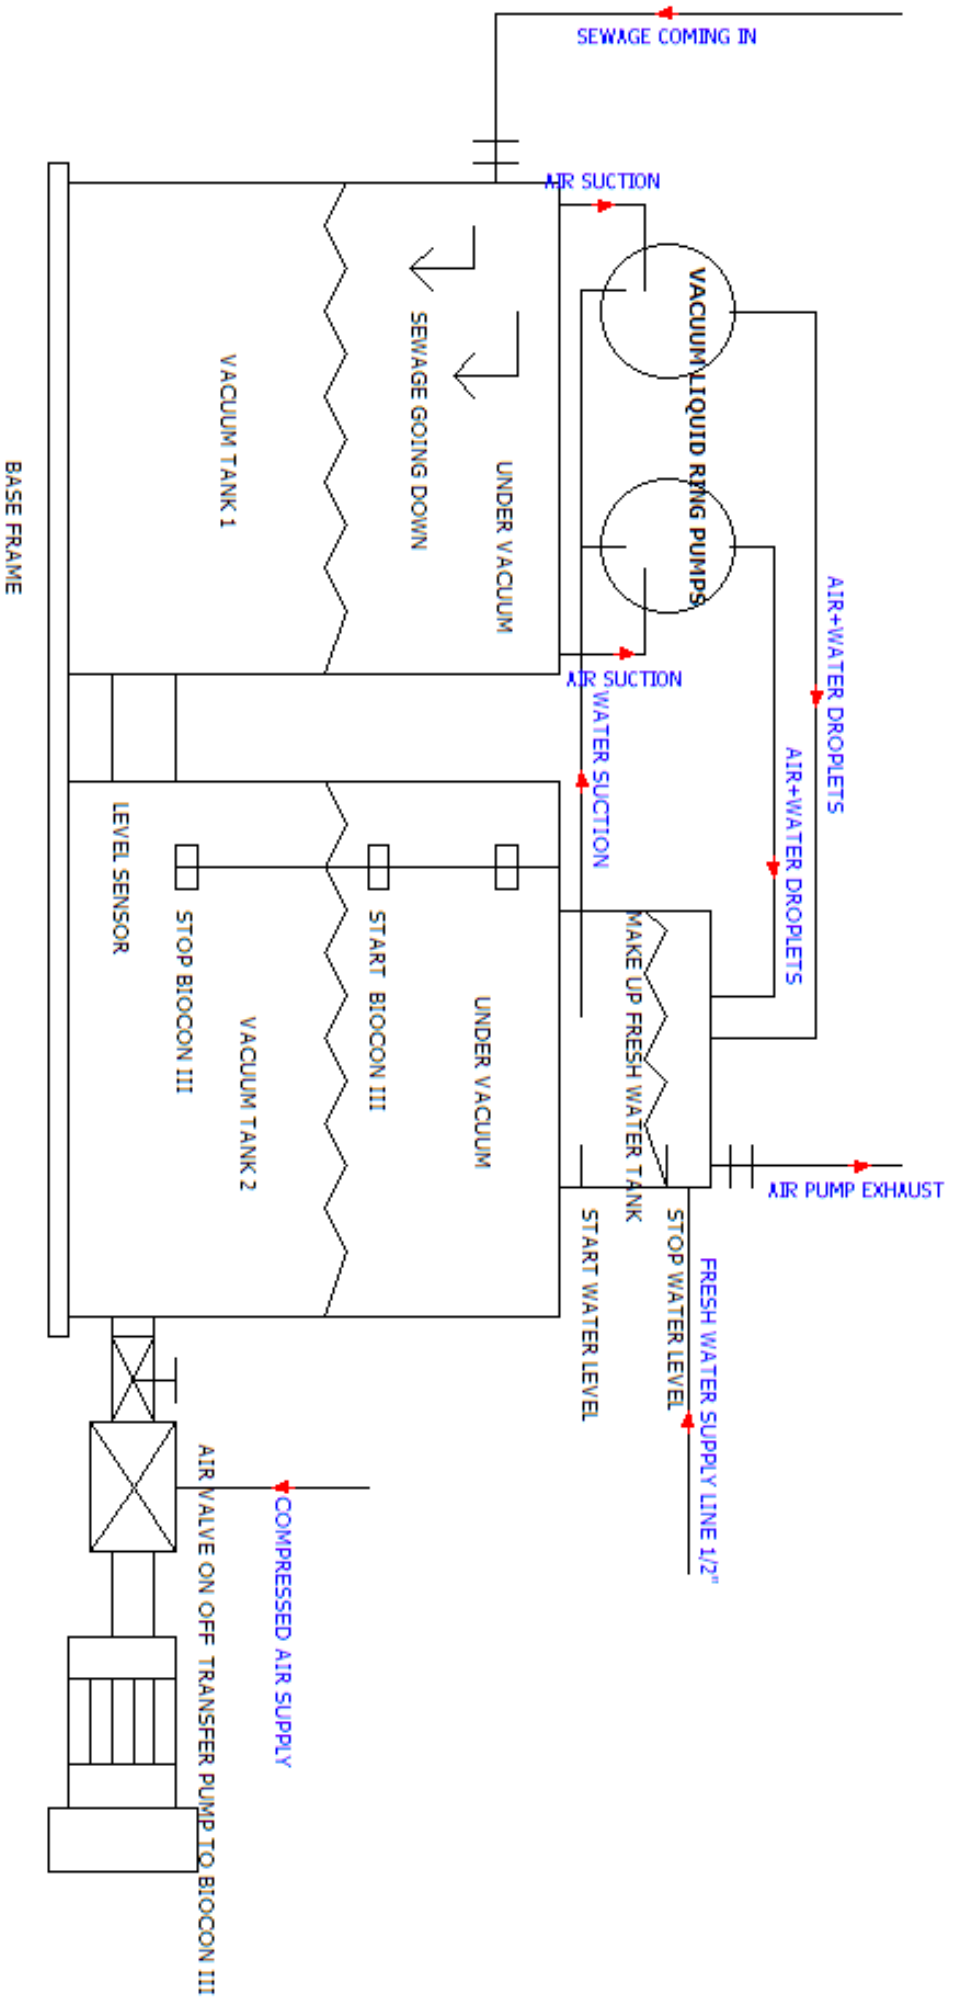 SEWAGE COMING IN
AIR SUCTION
VACUUM LIQUID RING PUMPS
AIR SUCTION
AIR+WATER DROPLETS
AIR+WATER DROPLETS
WATER SUCTION
UNDER VACUUM
SEWAGE GOING DOWN
VACUUM TANK 1
BASE FRAME
MAKE UP FRESH WATER TANK
AIR PUMP EXHAUST
STOP WATER LEVEL
START WATER LEVEL
FRESH WATER SUPPLY LINE 1/2"
UNDER VACUUM
START BIOCON III
VACUUM TANK 2
STOP BIOCON III
LEVEL SENSOR
COMPRESSED AIR SUPPLY
AIR VALVE ON OFF TRANSFER PUMP TO BIOCON III